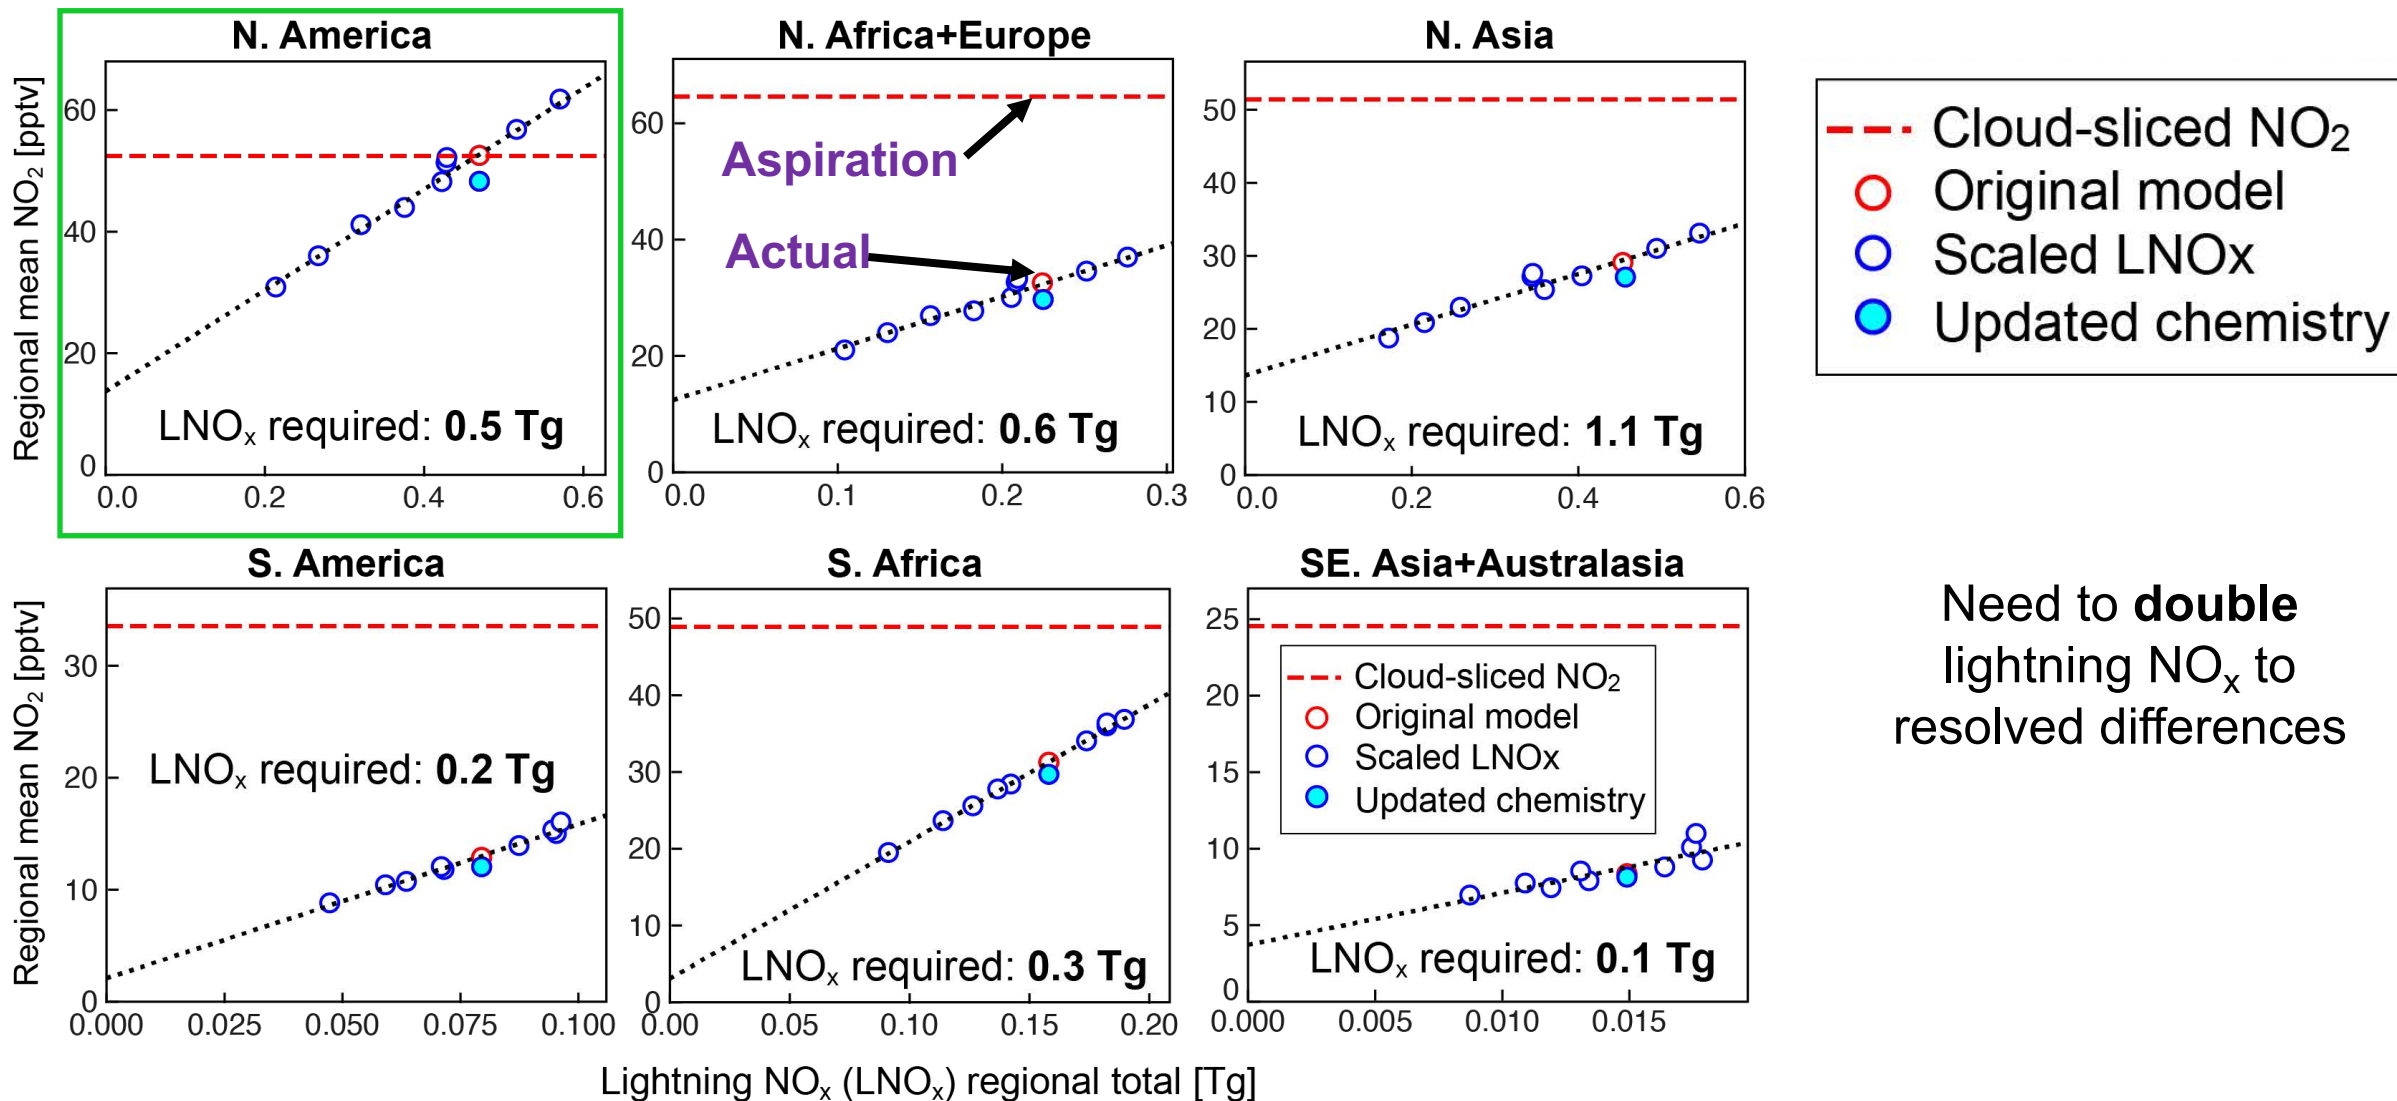 N. America
N. Africa+Europe
N. Asia
Regional mean NO₂ [pptv]
60
40
20
0
0.0 0.2 0.4 0.6
LNOₓ required: 0.5 Tg
60
40
20
0
0.0 0.1 0.2 0.3
Aspiration
Actual
LNOₓ required: 0.6 Tg
50
40
30
20
10
0
0.0 0.2 0.4 0.6
LNOₓ required: 1.1 Tg
Cloud-sliced NO₂
Original model
Scaled LNOx
Updated chemistry
S. America
S. Africa
SE. Asia+Australasia
Regional mean NO₂ [pptv]
30
20
10
0
0.000 0.025 0.050 0.075 0.100
LNOₓ required: 0.2 Tg
50
40
30
20
10
0
0.00 0.05 0.10 0.15 0.20
LNOₓ required: 0.3 Tg
25
20
15
10
5
0
0.000 0.005 0.010 0.015
Cloud-sliced NO₂
Original model
Scaled LNOx
Updated chemistry
LNOₓ required: 0.1 Tg
Need to double
lightning NOₓ to
resolved differences
Lightning NOₓ (LNOₓ) regional total [Tg]